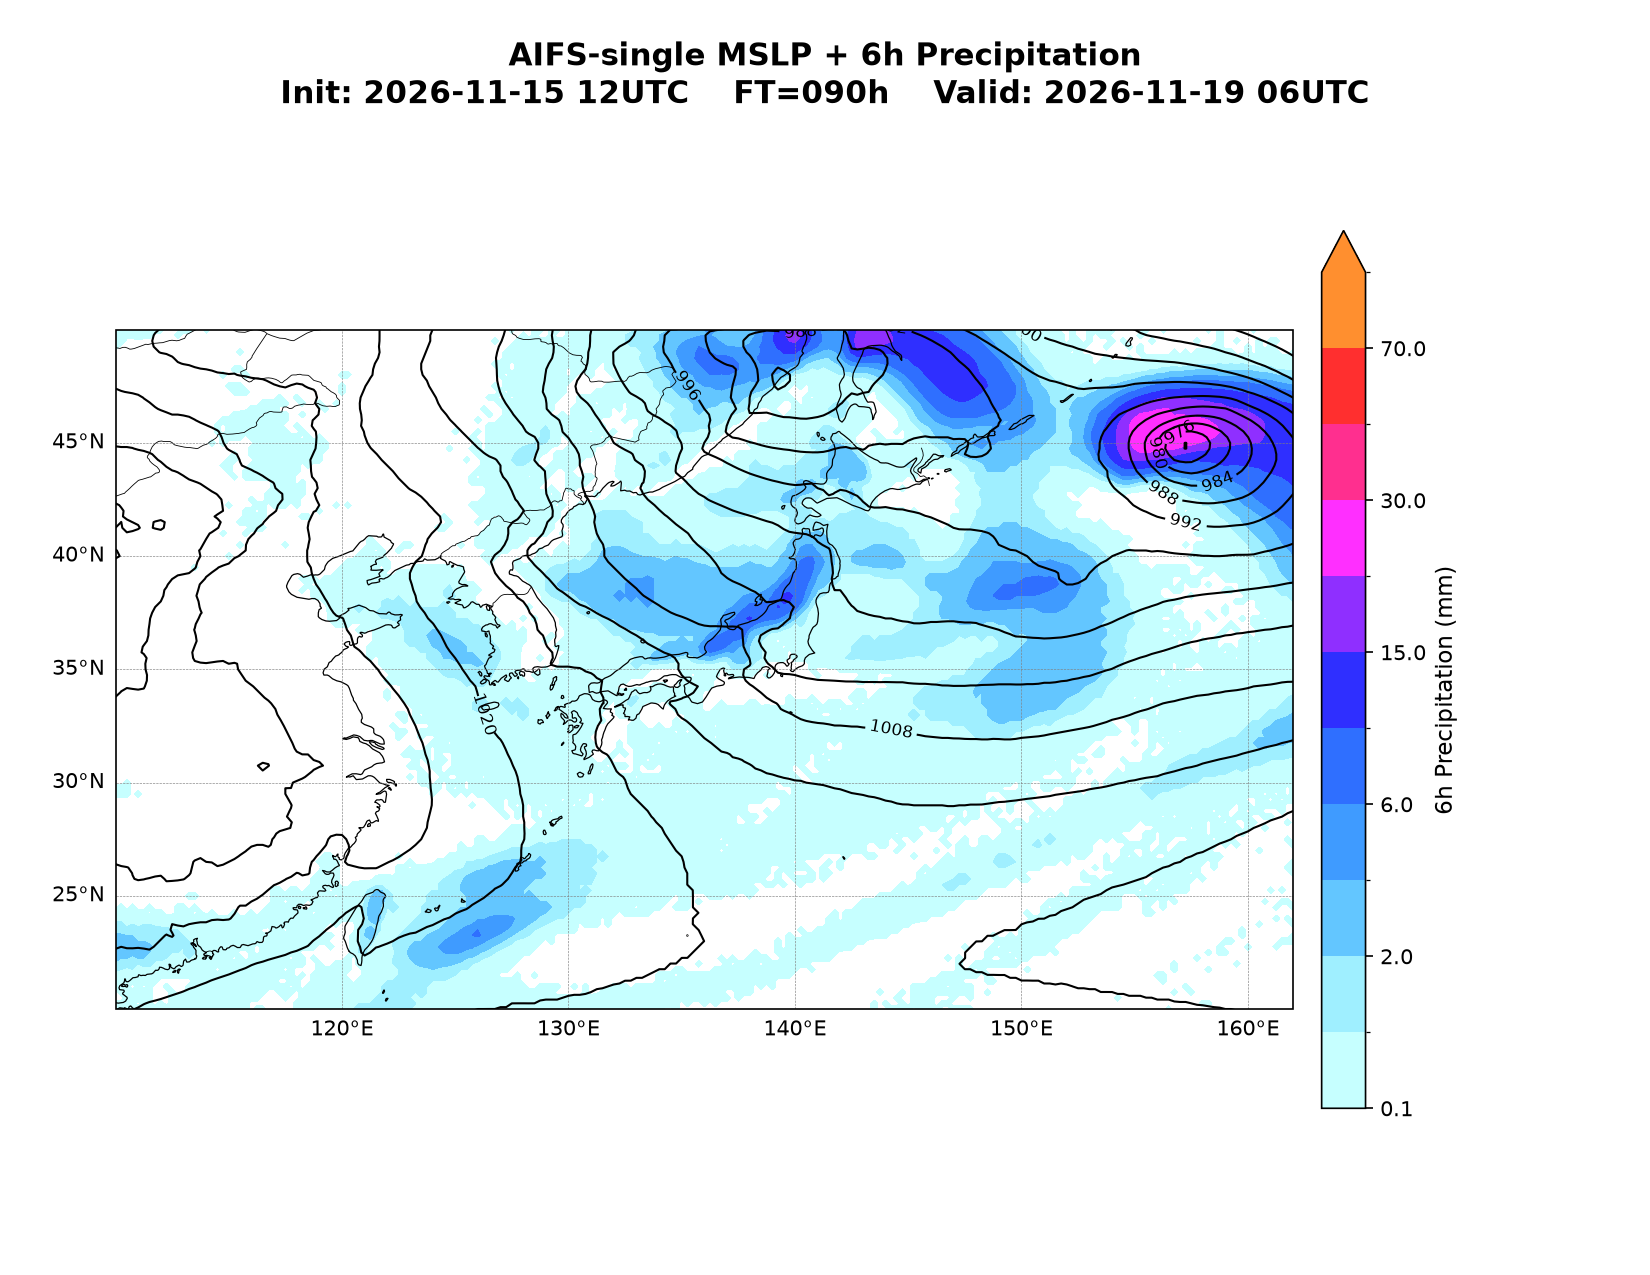 AIFS-single MSLP + 6h Precipitation
Init: 2026-11-15 12UTC    FT=090h    Valid: 2026-11-19 06UTC
996
976
980
984
988
992
1020
1008
45°N
40°N
35°N
30°N
25°N
120°E
130°E
140°E
150°E
160°E
70.0
30.0
15.0
6.0
2.0
0.1
6h Precipitation (mm)